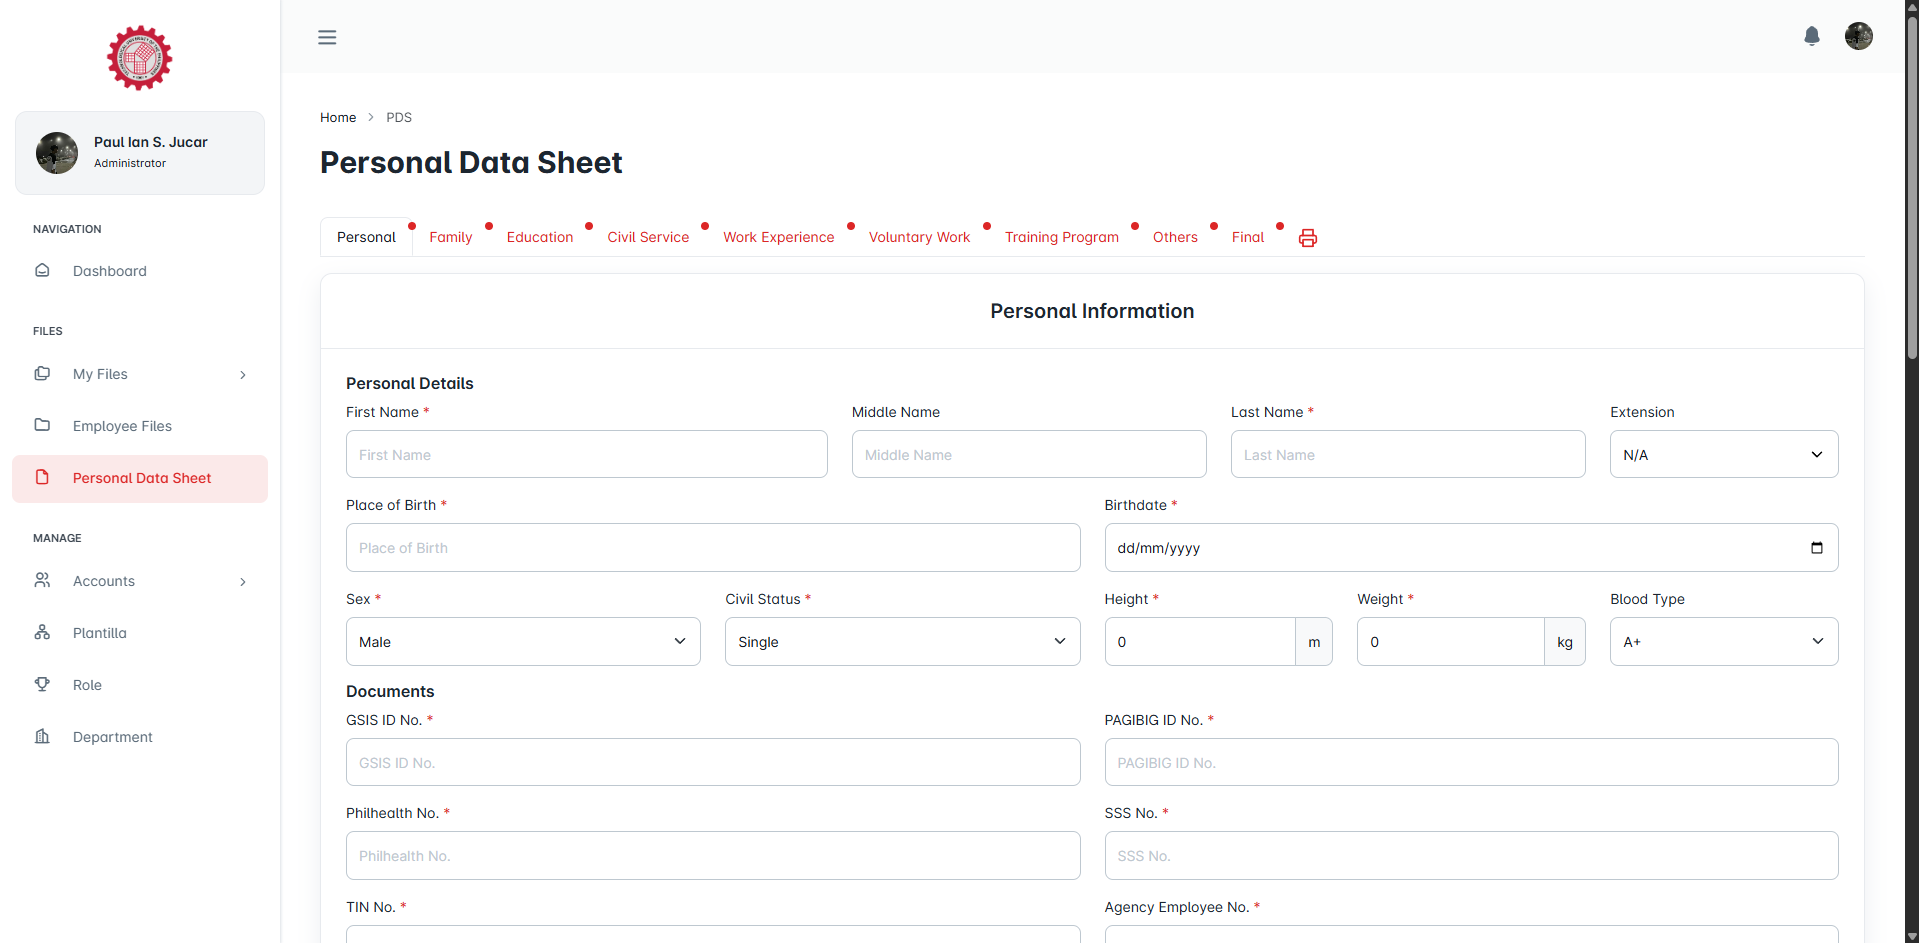 Paul Ian S. Jucar
Administrator
NAVIGATION
Dashboard
FILES
My Files
Employee Files
Personal Data Sheet
MANAGE
Accounts
Plantilla
Role
Department
Home > PDS
Personal Data Sheet
Personal Family Education Civil Service Work Experience Voluntary Work Training Program Others Final
Personal Information
Personal Details
First Name * Middle Name Last Name * Extension
First Name Middle Name Last Name N/A
Place of Birth * Birthdate *
Place of Birth dd/mm/yyyy
Sex * Civil Status * Height * Weight * Blood Type
Male Single 0 m 0 kg A+
Documents
GSIS ID No. * PAGIBIG ID No. *
GSIS ID No. PAGIBIG ID No.
Philhealth No. * SSS No. *
Philhealth No. SSS No.
TIN No. * Agency Employee No. *